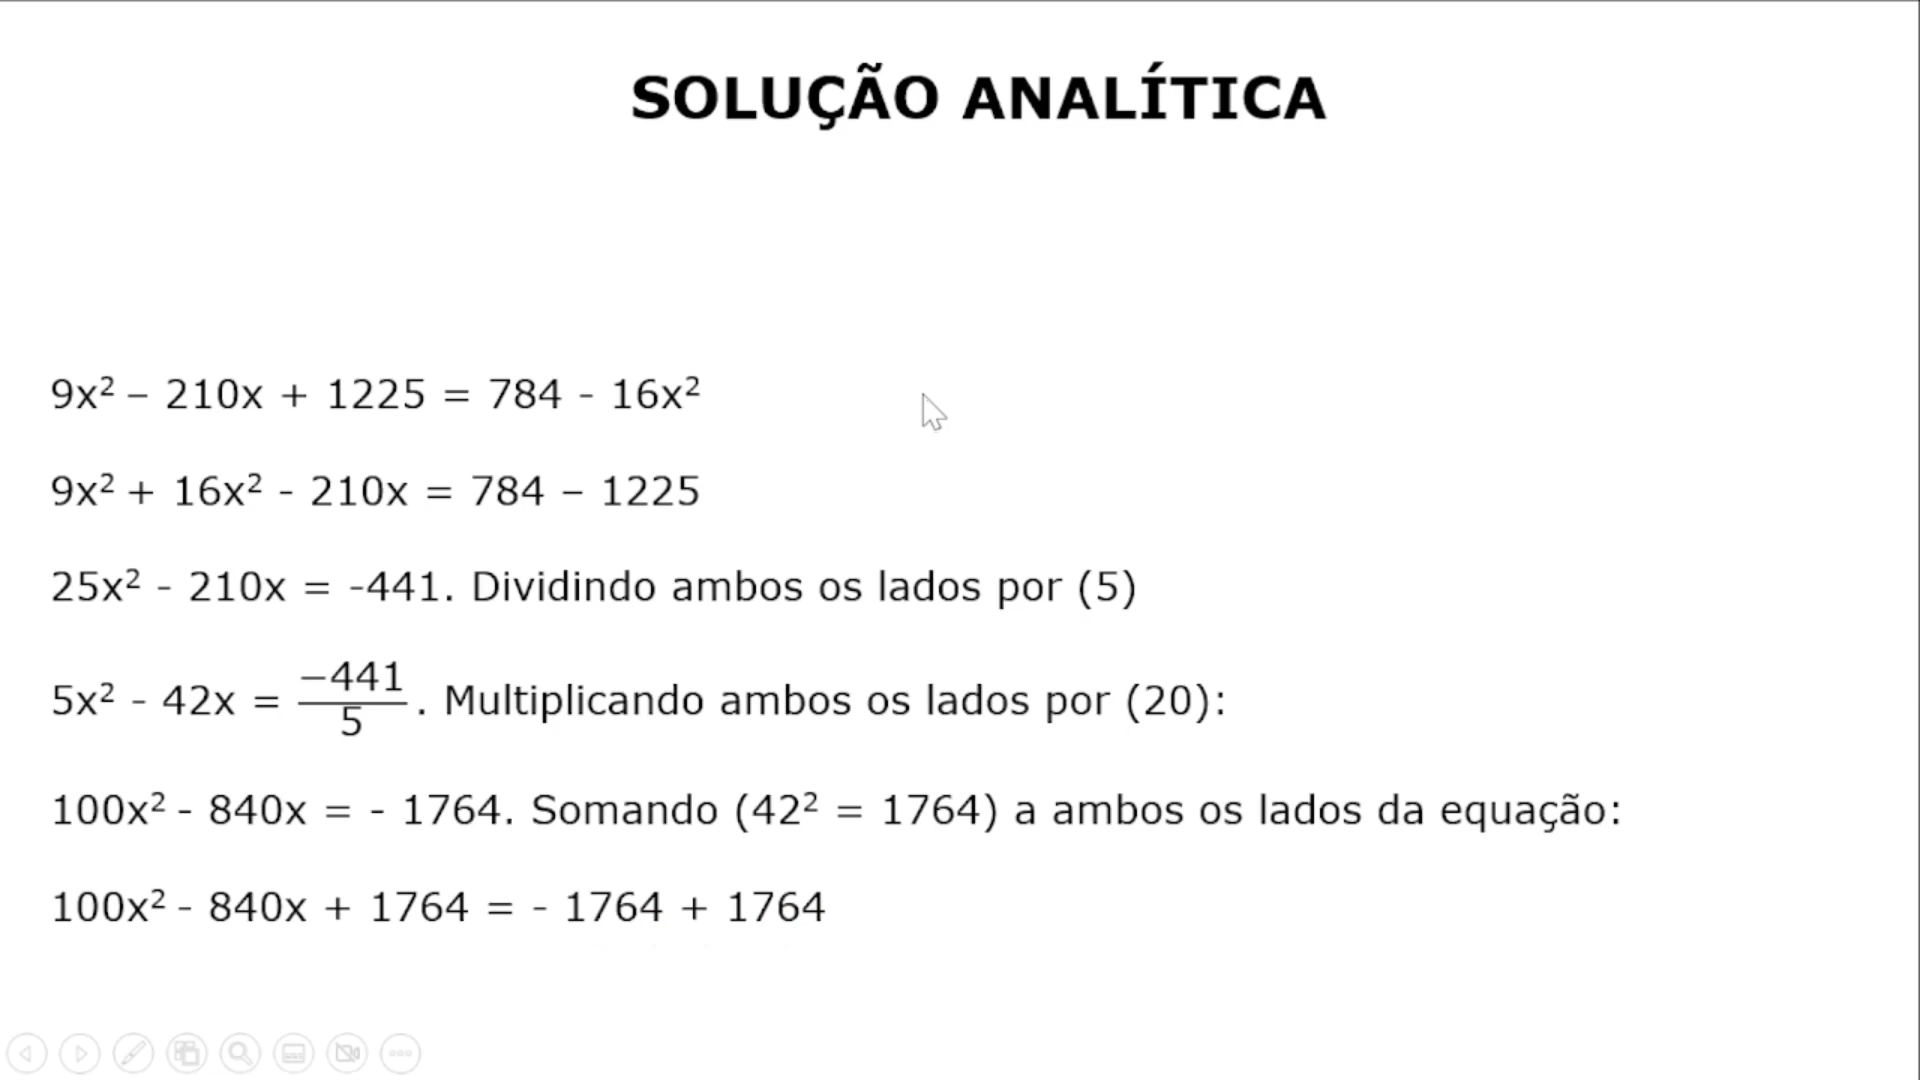 SOLUÇÃO ANALÍTICA
9x² – 210x + 1225 = 784 - 16x²
9x² + 16x² - 210x = 784 – 1225
25x² - 210x = -441. Dividindo ambos os lados por (5)
5x² - 42x = −441/5 . Multiplicando ambos os lados por (20):
100x² - 840x = - 1764. Somando (42² = 1764) a ambos os lados da equação:
100x² - 840x + 1764 = - 1764 + 1764